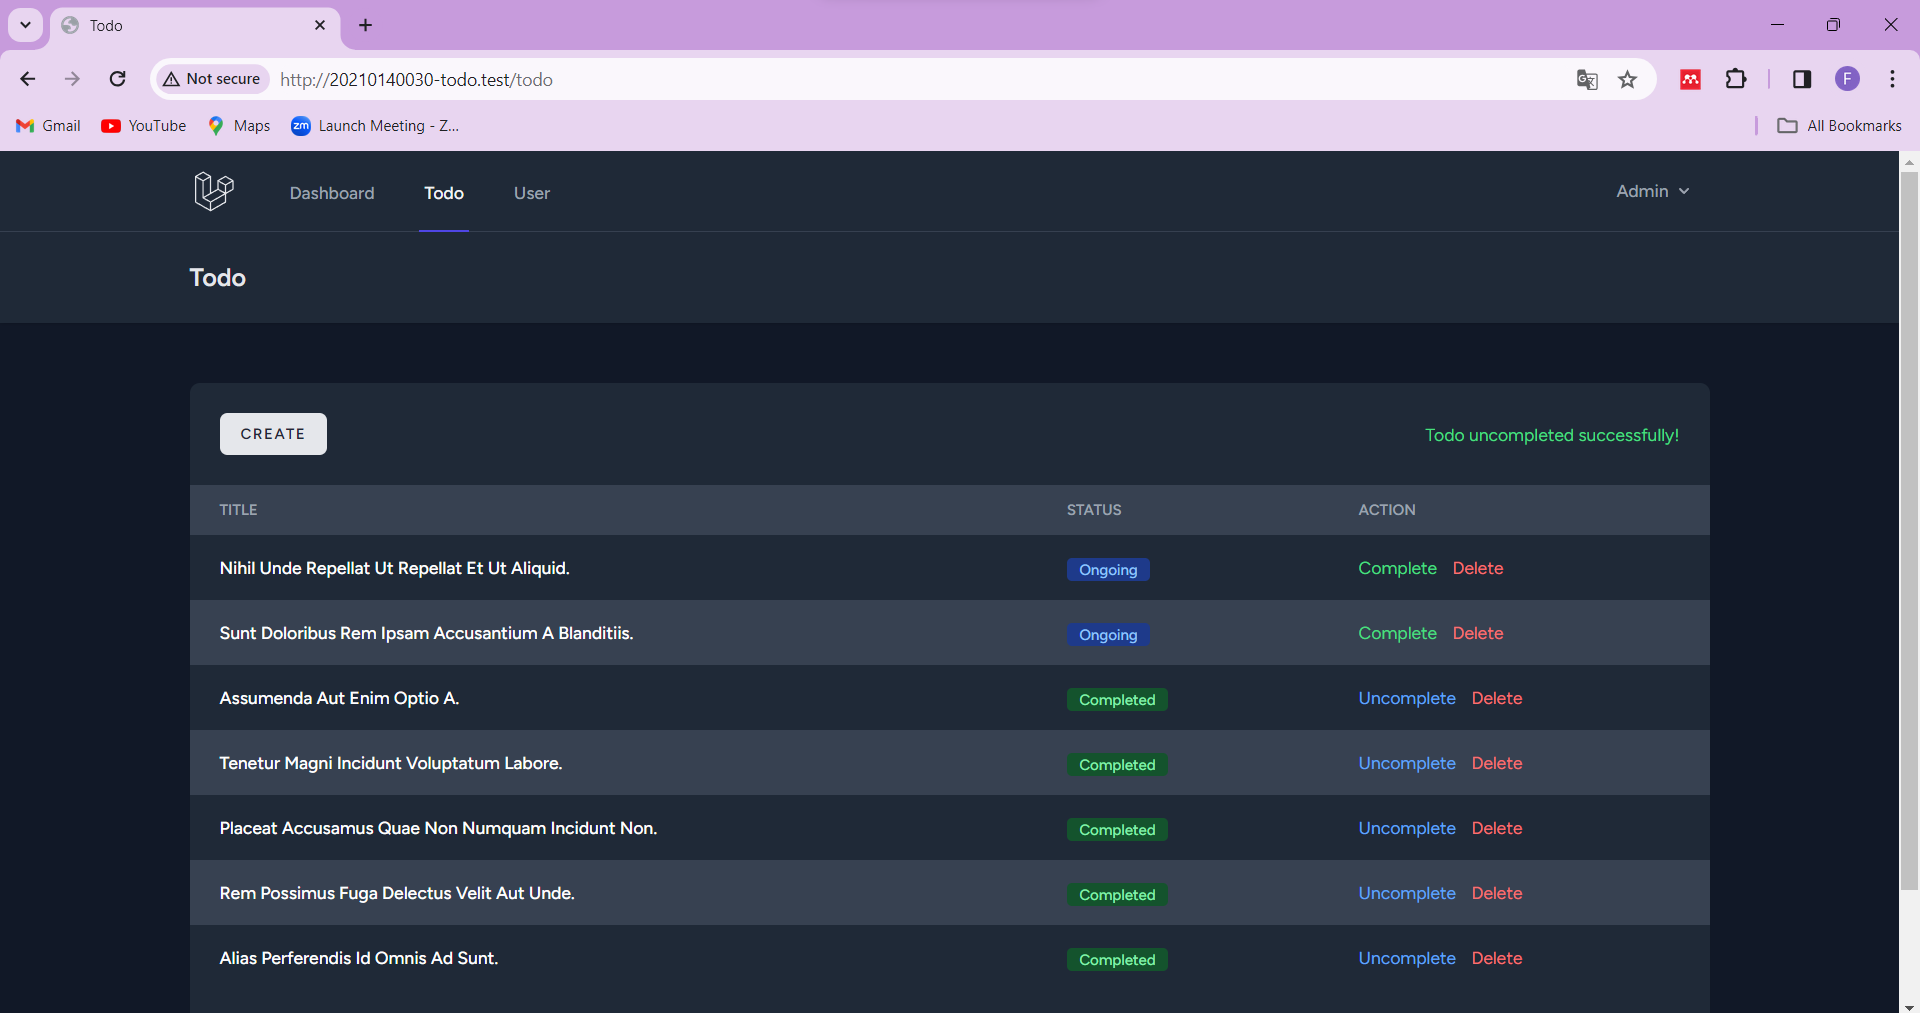 Todo
Not secure http://20210140030-todo.test/todo F
Gmail YouTube Maps zm Launch Meeting - Z... All Bookmarks
Dashboard Todo User Admin
Todo
CREATE Todo uncompleted successfully!
TITLE STATUS ACTION
Nihil Unde Repellat Ut Repellat Et Ut Aliquid. Ongoing Complete Delete
Sunt Doloribus Rem Ipsam Accusantium A Blanditiis. Ongoing Complete Delete
Assumenda Aut Enim Optio A. Completed Uncomplete Delete
Tenetur Magni Incidunt Voluptatum Labore. Completed Uncomplete Delete
Placeat Accusamus Quae Non Numquam Incidunt Non. Completed Uncomplete Delete
Rem Possimus Fuga Delectus Velit Aut Unde. Completed Uncomplete Delete
Alias Perferendis Id Omnis Ad Sunt. Completed Uncomplete Delete